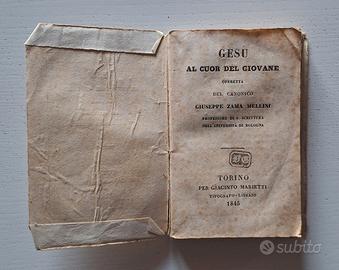 GESU
AL CUOR DEL GIOVANE
OPERETTA
DEL CANONICO
GIUSEPPE ZAMA MELLINI
PROFESSORE DI S. SCRITTURA
NELL'UNIVERSITÀ DI BOLOGNA
TORINO
PER GIACINTO MARIETTI
TIPOGRAFO-LIBRAIO
1845
subito